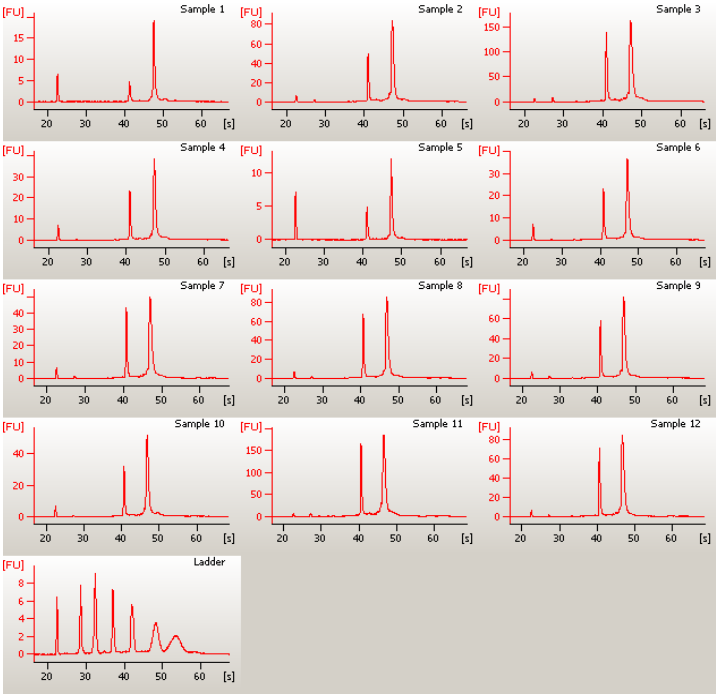 [FU] Sample 1 [FU] Sample 2 [FU] Sample 3
15 80 150
10 60 100
5 40 50
0 20 0
0
20 30 40 50 60 [s] 20 30 40 50 60 [s] 20 30 40 50 60 [s]
[FU] Sample 4 [FU] Sample 5 [FU] Sample 6
30 10 30
20 5 20
10 0 10
0 0
20 30 40 50 60 [s] 20 30 40 50 60 [s] 20 30 40 50 60 [s]
[FU] Sample 7 [FU] Sample 8 [FU] Sample 9
40 80 60
30 60 40
20 40 20
10 20 0
0 0
20 30 40 50 60 [s] 20 30 40 50 60 [s] 20 30 40 50 60 [s]
[FU] Sample 10 [FU] Sample 11 [FU] Sample 12
40 150 80
20 100 60
0 50 40
0 20
0
20 30 40 50 60 [s] 20 30 40 50 60 [s] 20 30 40 50 60 [s]
[FU] Ladder
8
6
4
2
0
20 30 40 50 60 [s]